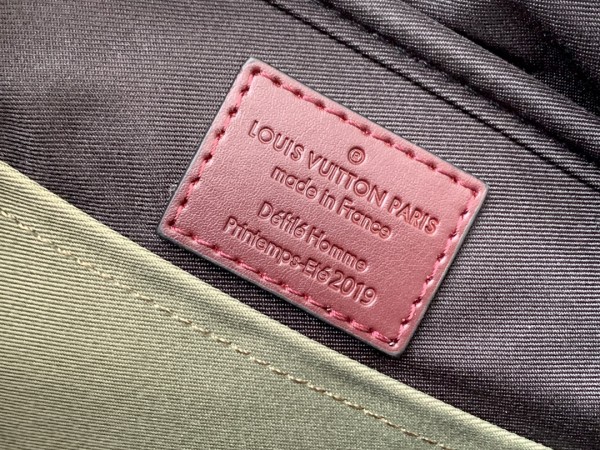 ®
LOUIS VUITTON PARIS
made in France
Défilé Homme
Printemps-Eté2019